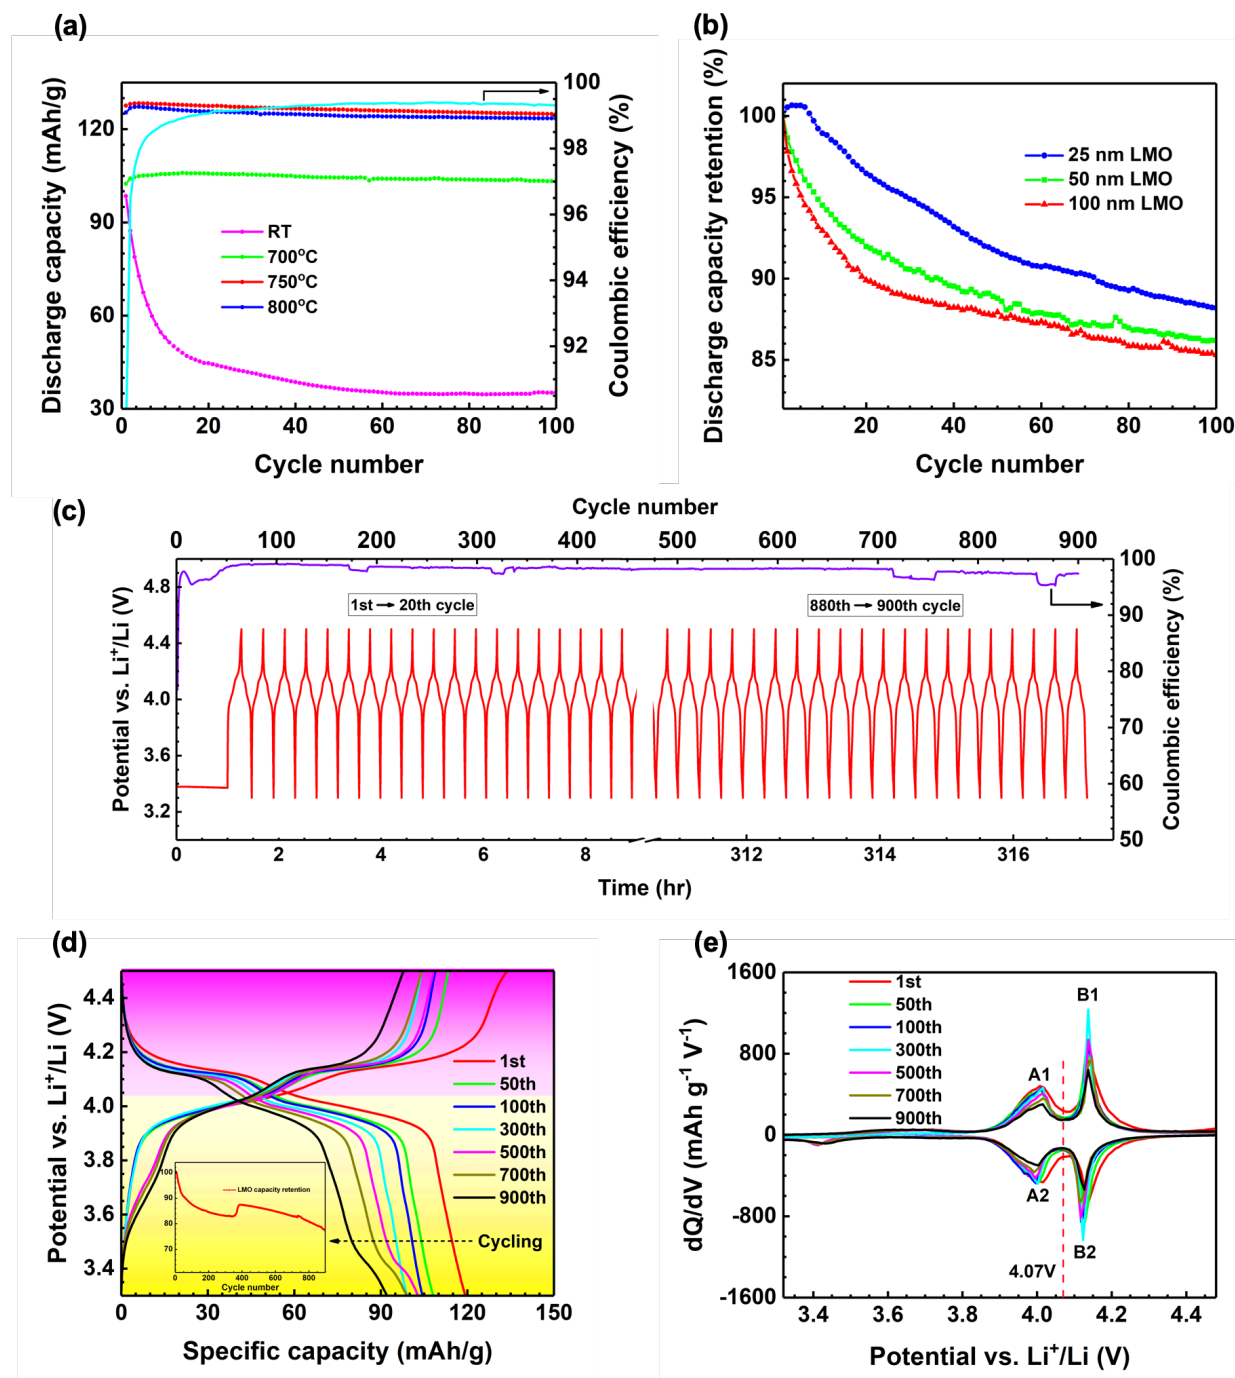 (a)
Discharge capacity (mAh/g)
120
90
60
30
0 20 40 60 80 100
Cycle number
100
98
96
94
92
Coulombic efficiency (%)
RT
700°C
750°C
800°C
(b)
Discharge capacity retention (%)
100
95
90
85
20 40 60 80 100
Cycle number
25 nm LMO
50 nm LMO
100 nm LMO
(c)
Cycle number
0 100 200 300 400 500 600 700 800 900
Potential vs. Li⁺/Li (V)
4.8
4.4
4.0
3.6
3.2
1st → 20th cycle
880th → 900th cycle
100
90
80
70
60
50
Coulombic efficiency (%)
0 2 4 6 8 312 314 316
Time (hr)
(d)
Potential vs. Li⁺/Li (V)
4.4
4.2
4.0
3.8
3.6
3.4
0 30 60 90 120 150
Specific capacity (mAh/g)
1st
50th
100th
300th
500th
700th
900th
Cycling
100
90
80
70
LMO capacity retention
0 200 400 600 800
Cycle number
(e)
dQ/dV (mAh g⁻¹ V⁻¹)
1600
800
0
-800
-1600
1st
50th
100th
300th
500th
700th
900th
A1
B1
A2
B2
4.07V
3.4 3.6 3.8 4.0 4.2 4.4
Potential vs. Li⁺/Li (V)